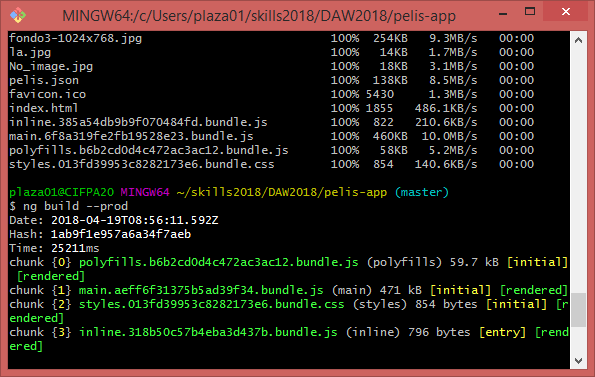 MINGW64:/c/Users/plaza01/skills2018/DAW2018/pelis-app
fondo3-1024x768.jpg 100% 254KB 9.3MB/s 00:00
la.jpg 100% 14KB 1.7MB/s 00:00
No_image.jpg 100% 18KB 3.1MB/s 00:00
pelis.json 100% 138KB 8.5MB/s 00:00
favicon.ico 100% 5430 1.3MB/s 00:00
index.html 100% 1855 486.1KB/s 00:00
inline.385a54db9b9f070484fd.bundle.js 100% 822 210.6KB/s 00:00
main.6f8a319fe2fb19528e23.bundle.js 100% 460KB 10.0MB/s 00:00
polyfills.b6b2cd0d4c472ac3ac12.bundle.js 100% 58KB 5.2MB/s 00:00
styles.013fd39953c8282173e6.bundle.css 100% 854 140.6KB/s 00:00
plaza01@CIFPA20 MINGW64 ~/skills2018/DAW2018/pelis-app (master)
$ ng build --prod
Date: 2018-04-19T08:56:11.592Z
Hash: 1ab9f1e957a6a34f7aeb
Time: 25211ms
chunk {0} polyfills.b6b2cd0d4c472ac3ac12.bundle.js (polyfills) 59.7 kB [initial]
[rendered]
chunk {1} main.aeff6f31375b5ad39f34.bundle.js (main) 471 kB [initial] [rendered]
chunk {2} styles.013fd39953c8282173e6.bundle.css (styles) 854 bytes [initial] [r
endered]
chunk {3} inline.318b50c57b4eba3d437b.bundle.js (inline) 796 bytes [entry] [rend
ered]